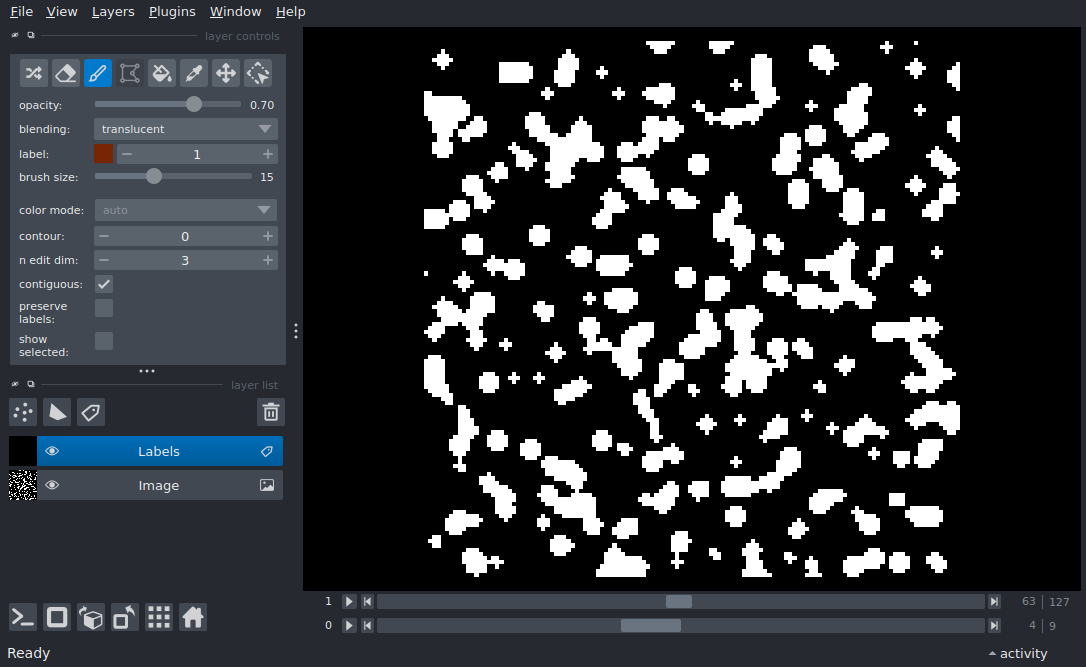 File View Layers Plugins Window Help
layer controls
opacity: 0.70
blending: translucent
label: 1
brush size: 15
color mode: auto
contour: 0
n edit dim: 3
contiguous:
preserve
labels:
show
selected:
layer list
Labels
Image
1 63 127
0 4 9
Ready activity